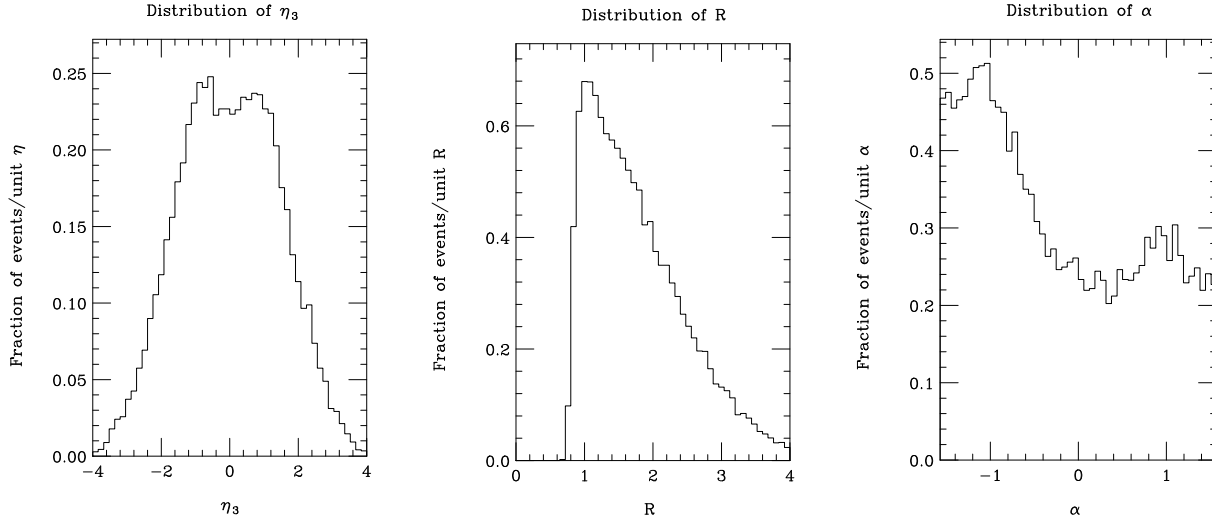 Distribution of η₃
Fraction of events/unit η
0.25
0.20
0.15
0.10
0.05
0.00
−4 −2 0 2 4
η₃
Distribution of R
Fraction of events/unit R
0.6
0.4
0.2
0.0
0 1 2 3 4
R
Distribution of α
Fraction of events/unit α
0.5
0.4
0.3
0.2
0.1
0.0
−1 0 1
α